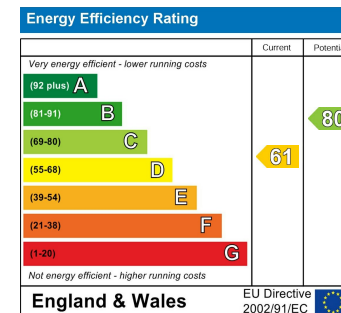 Energy Efficiency Rating
Current
Very energy efficient - lower running costs
(92 plus) A
(81-91) B
80
(69-80) C
61
(55-68) D
(39-54) E
(21-38) F
(1-20) G
Not energy efficient - higher running costs
England & Wales
EU Directive
2002/91/EC